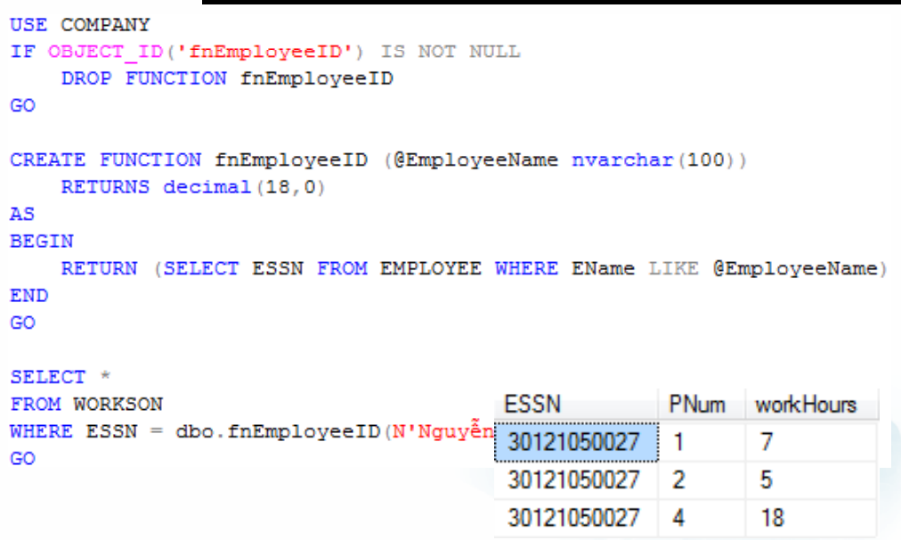 USE COMPANY
IF OBJECT_ID('fnEmployeeID') IS NOT NULL
    DROP FUNCTION fnEmployeeID
GO
CREATE FUNCTION fnEmployeeID (@EmployeeName nvarchar(100))
    RETURNS decimal(18,0)
AS
BEGIN
    RETURN (SELECT ESSN FROM EMPLOYEE WHERE EName LIKE @EmployeeName)
END
GO
SELECT *
FROM WORKSON
WHERE ESSN = dbo.fnEmployeeID(N'Nguyễn
GO
ESSN PNum workHours
30121050027 1 7
30121050027 2 5
30121050027 4 18